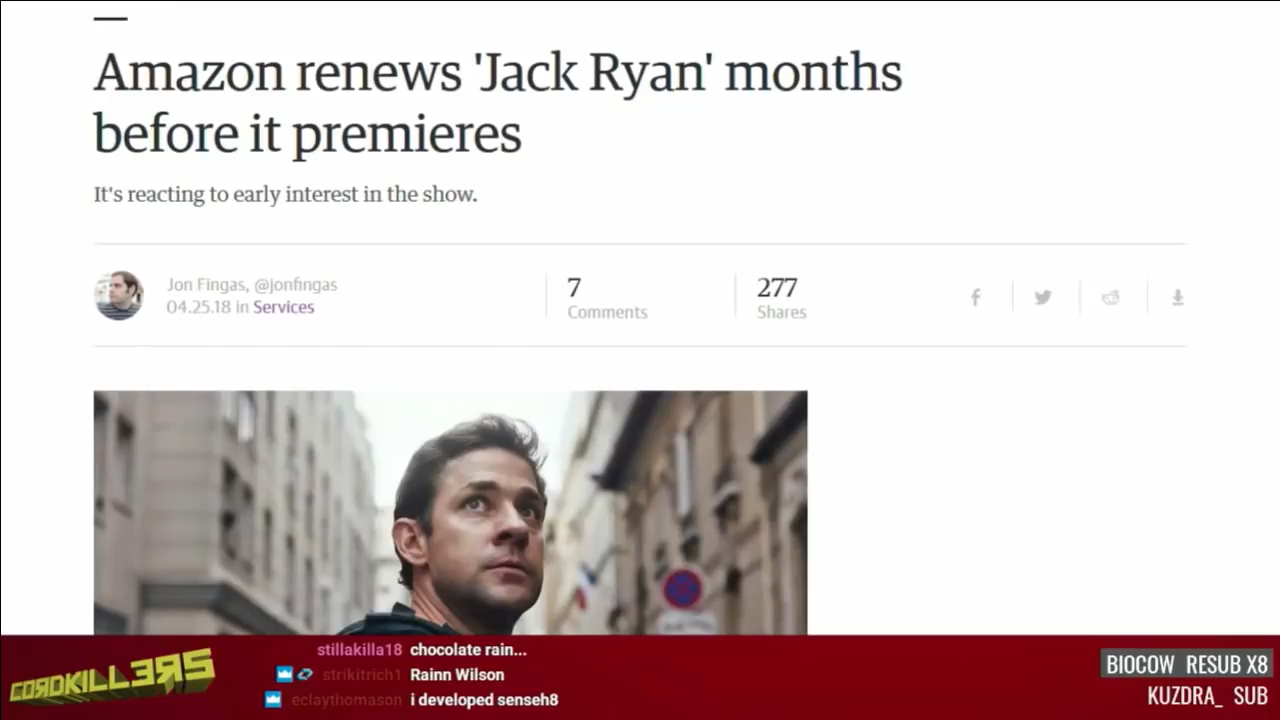 Amazon renews 'Jack Ryan' months
before it premieres
It's reacting to early interest in the show.
Jon Fingas, @jonfingas
04.25.18 in Services
7
Comments
277
Shares
CORDKILLERS
stillakilla18 chocolate rain...
strikitrich1 Rainn Wilson
eclaythomason i developed senseh8
BIOCOW RESUB X8
KUZDRA_ SUB